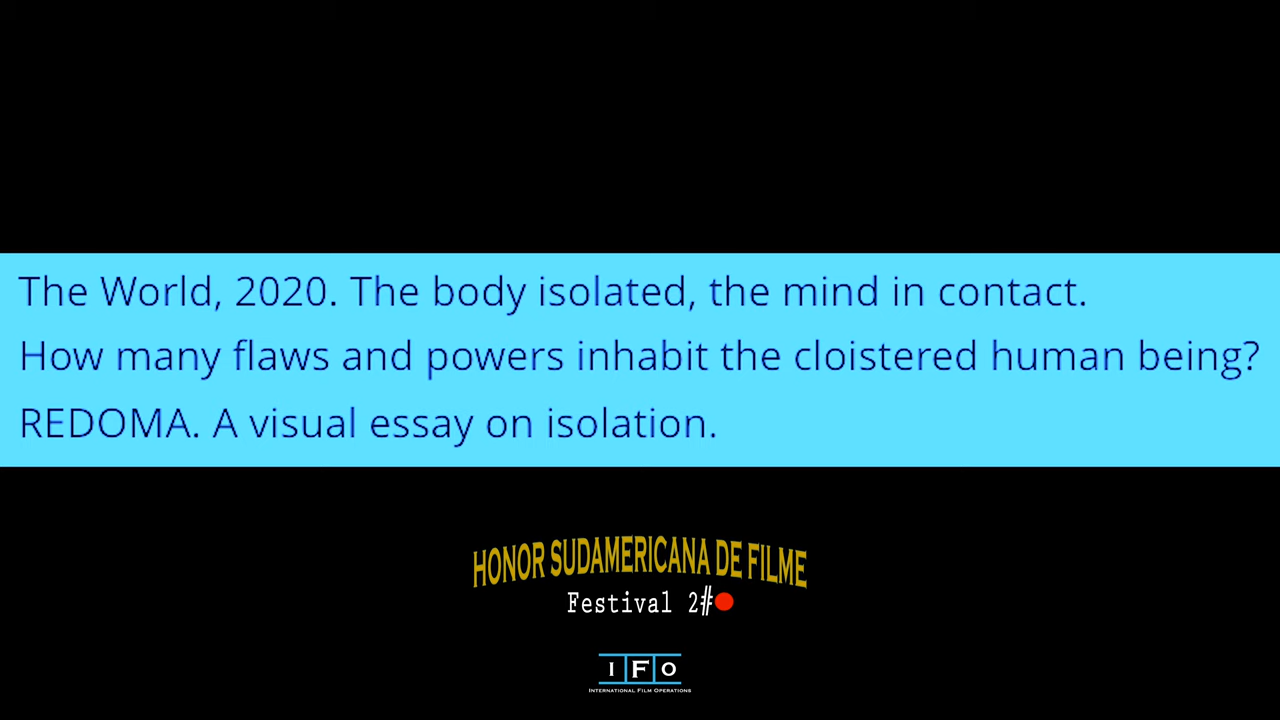 The World, 2020. The body isolated, the mind in contact.
How many flaws and powers inhabit the cloistered human being?
REDOMA. A visual essay on isolation.
HONOR SUDAMERICANA DE FILME
Festival 2#
IFO
INTERNATIONAL FILM OPERATIONS